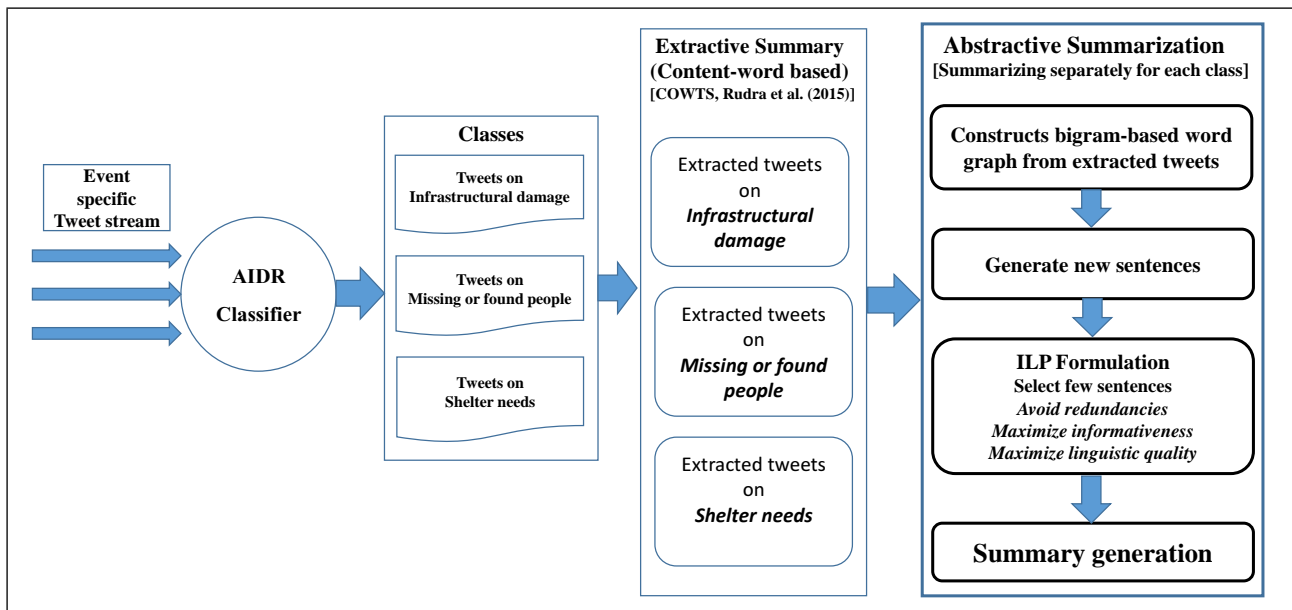 Event
specific
Tweet stream
AIDR
Classifier
Classes
Tweets on
Infrastructural damage
Tweets on
Missing or found people
Tweets on
Shelter needs
Extractive Summary
(Content-word based)
[COWTS, Rudra et al. (2015)]
Extracted tweets
on
Infrastructural
damage
Extracted tweets
on
Missing or found
people
Extracted tweets
on
Shelter needs
Abstractive Summarization
[Summarizing separately for each class]
Constructs bigram-based word
graph from extracted tweets
Generate new sentences
ILP Formulation
Select few sentences
Avoid redundancies
Maximize informativeness
Maximize linguistic quality
Summary generation